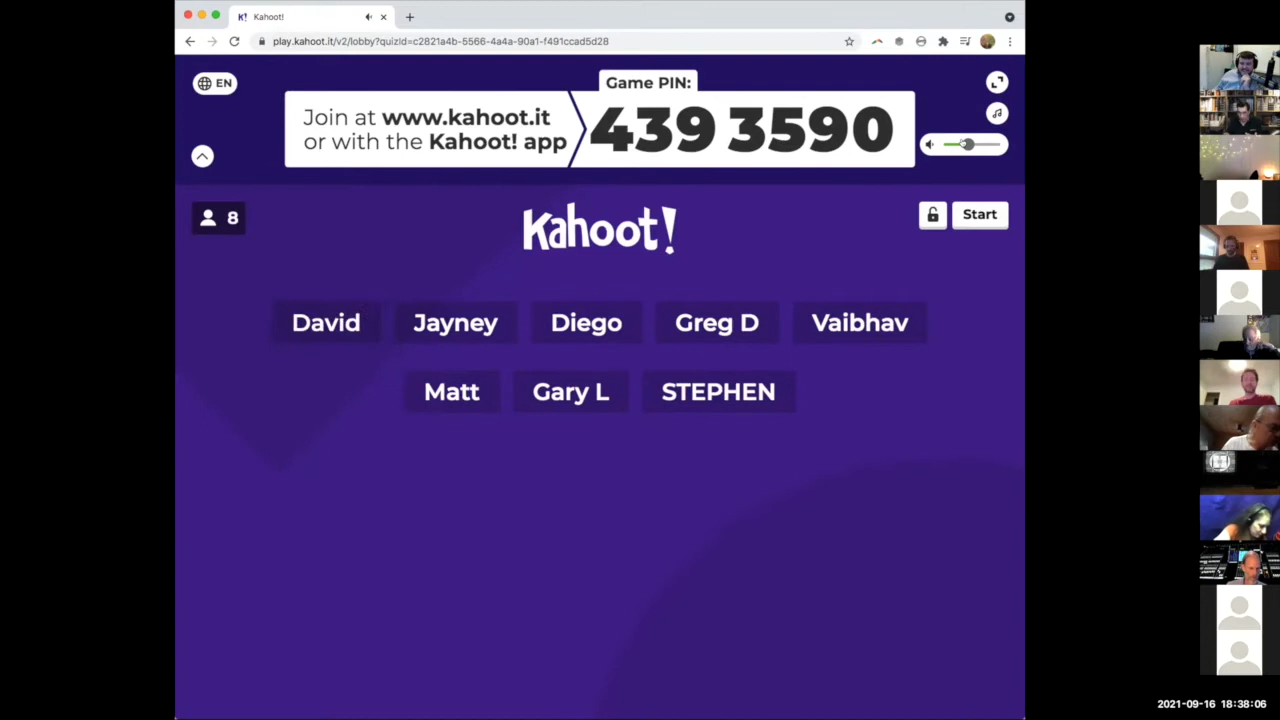 Kahoot!
play.kahoot.it/v2/lobby?quizId=c2821a4b-5566-4a4a-90a1-f491ccad5d28
EN
Game PIN:
Join at www.kahoot.it
or with the Kahoot! app
439 3590
8
Kahoot!
Start
David
Jayney
Diego
Greg D
Vaibhav
Matt
Gary L
STEPHEN
2021-09-16 18:38:06